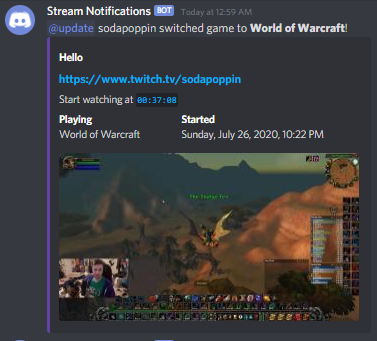 Stream Notifications BOT Today at 12:59 AM
@update sodapoppin switched game to World of Warcraft!
Hello
https://www.twitch.tv/sodapoppin
Start watching at 00:37:08
Playing Started
World of Warcraft Sunday, July 26, 2020, 10:22 PM